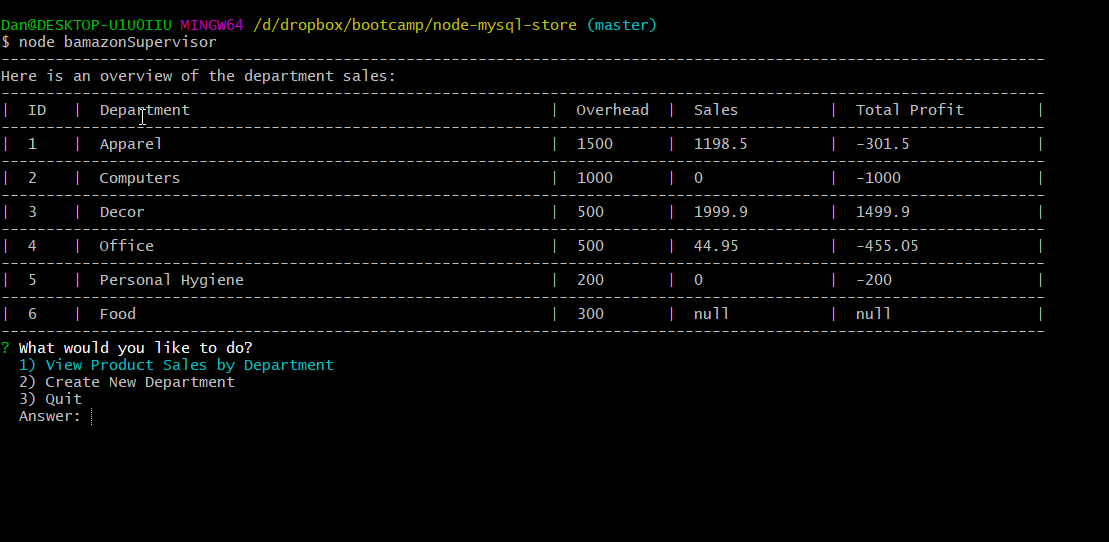 Dan@DESKTOP-U1U0IIU MINGW64 /d/dropbox/bootcamp/node-mysql-store (master)
$ node bamazonSupervisor
--------------------------------------------------------------------------------------------------------------------
Here is an overview of the department sales:
--------------------------------------------------------------------------------------------------------------------
|  ID   |  Department                                        |  Overhead  |  Sales          |  Total Profit        |
--------------------------------------------------------------------------------------------------------------------
|  1    |  Apparel                                           |  1500      |  1198.5         |  -301.5              |
--------------------------------------------------------------------------------------------------------------------
|  2    |  Computers                                         |  1000      |  0              |  -1000               |
--------------------------------------------------------------------------------------------------------------------
|  3    |  Decor                                             |  500       |  1999.9         |  1499.9              |
--------------------------------------------------------------------------------------------------------------------
|  4    |  Office                                            |  500       |  44.95          |  -455.05             |
--------------------------------------------------------------------------------------------------------------------
|  5    |  Personal Hygiene                                  |  200       |  0              |  -200                |
--------------------------------------------------------------------------------------------------------------------
|  6    |  Food                                              |  300       |  null           |  null                |
--------------------------------------------------------------------------------------------------------------------
? What would you like to do?
  1) View Product Sales by Department
  2) Create New Department
  3) Quit
  Answer: